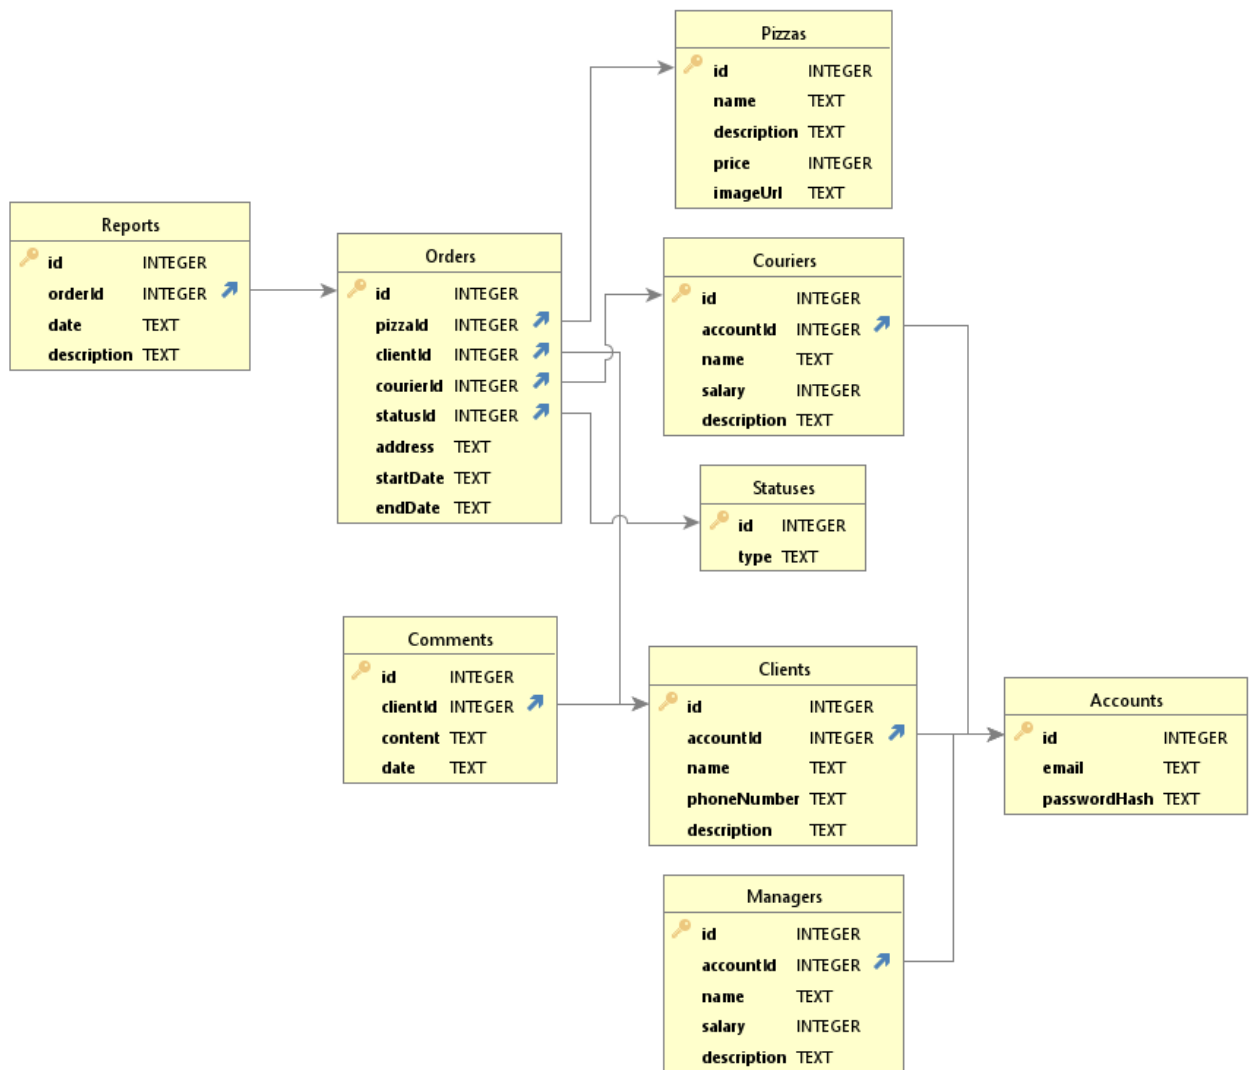 Pizzas
id INTEGER
name TEXT
description TEXT
price INTEGER
imageUrl TEXT
Reports
id INTEGER
orderId INTEGER
date TEXT
description TEXT
Orders
id INTEGER
pizzaId INTEGER
clientId INTEGER
courierId INTEGER
statusId INTEGER
address TEXT
startDate TEXT
endDate TEXT
Couriers
id INTEGER
accountId INTEGER
name TEXT
salary INTEGER
description TEXT
Statuses
id INTEGER
type TEXT
Comments
id INTEGER
clientId INTEGER
content TEXT
date TEXT
Clients
id INTEGER
accountId INTEGER
name TEXT
phoneNumber TEXT
description TEXT
Accounts
id INTEGER
email TEXT
passwordHash TEXT
Managers
id INTEGER
accountId INTEGER
name TEXT
salary INTEGER
description TEXT